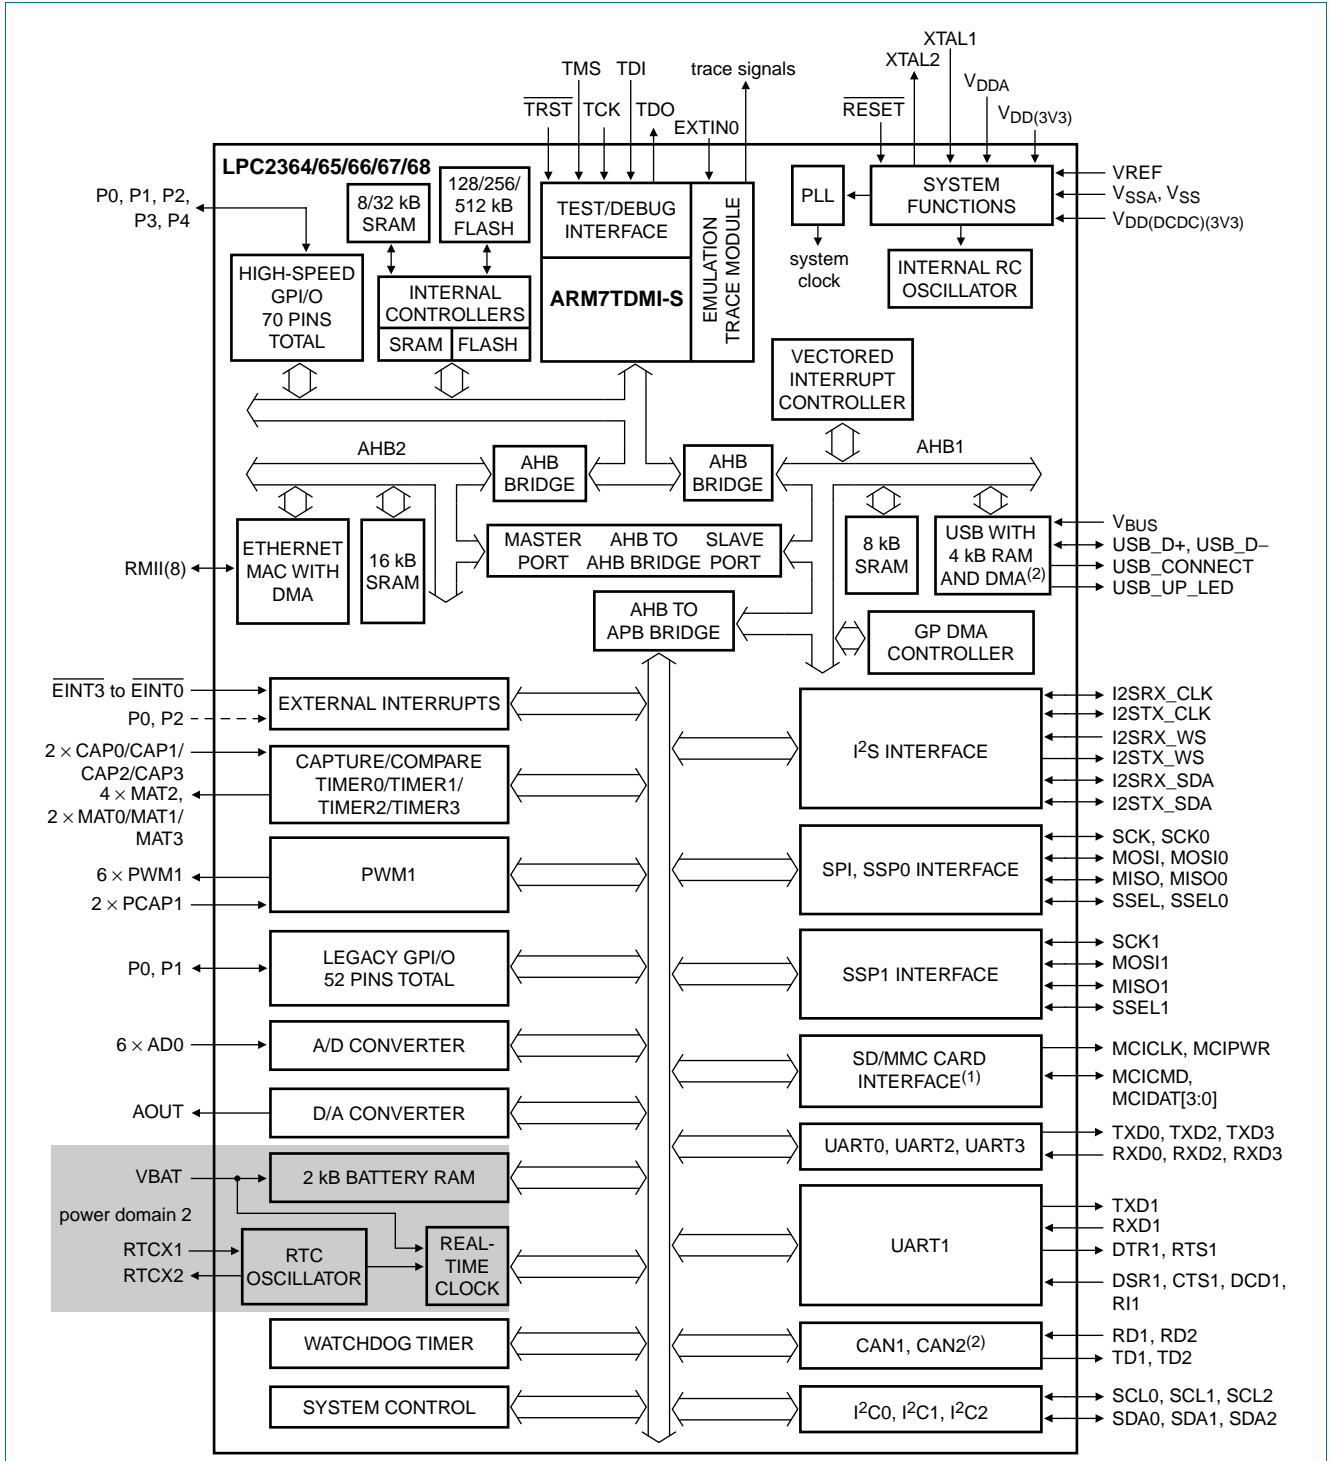 XTAL1
XTAL2
TMS TDI trace signals
VDDA
TRST TCK TDO RESET
VDD(3V3)
EXTIN0
LPC2364/65/66/67/68
P0, P1, P2,
P3, P4
8/32 kB
SRAM
128/256/
512 kB
FLASH
TEST/DEBUG
INTERFACE
EMULATION
TRACE MODULE
PLL
SYSTEM
FUNCTIONS
VREF
VSSA, VSS
VDD(DCDC)(3V3)
system
clock
HIGH-SPEED
GPI/O
70 PINS
TOTAL
INTERNAL
CONTROLLERS
SRAM FLASH
ARM7TDMI-S
INTERNAL RC
OSCILLATOR
VECTORED
INTERRUPT
CONTROLLER
AHB2
AHB
BRIDGE
AHB
BRIDGE
AHB1
ETHERNET
MAC WITH
DMA
RMII(8)
16 kB
SRAM
MASTER AHB TO SLAVE
PORT AHB BRIDGE PORT
8 kB
SRAM
USB WITH
4 kB RAM
AND DMA(2)
VBUS
USB_D+, USB_D−
USB_CONNECT
USB_UP_LED
AHB TO
APB BRIDGE
GP DMA
CONTROLLER
EINT3 to EINT0
P0, P2
EXTERNAL INTERRUPTS
2 × CAP0/CAP1/
CAP2/CAP3
4 × MAT2,
2 × MAT0/MAT1/
MAT3
CAPTURE/COMPARE
TIMER0/TIMER1/
TIMER2/TIMER3
I2S INTERFACE
I2SRX_CLK
I2STX_CLK
I2SRX_WS
I2STX_WS
I2SRX_SDA
I2STX_SDA
6 × PWM1
2 × PCAP1
PWM1
SPI, SSP0 INTERFACE
SCK, SCK0
MOSI, MOSI0
MISO, MISO0
SSEL, SSEL0
P0, P1
LEGACY GPI/O
52 PINS TOTAL
SSP1 INTERFACE
SCK1
MOSI1
MISO1
SSEL1
6 × AD0
A/D CONVERTER
SD/MMC CARD
INTERFACE(1)
MCICLK, MCIPWR
MCICMD,
MCIDAT[3:0]
AOUT
D/A CONVERTER
UART0, UART2, UART3
TXD0, TXD2, TXD3
RXD0, RXD2, RXD3
VBAT
2 kB BATTERY RAM
power domain 2
RTCX1
RTCX2
RTC
OSCILLATOR
REAL-
TIME
CLOCK
UART1
TXD1
RXD1
DTR1, RTS1
DSR1, CTS1, DCD1,
RI1
WATCHDOG TIMER
CAN1, CAN2(2)
RD1, RD2
TD1, TD2
SYSTEM CONTROL
I2C0, I2C1, I2C2
SCL0, SCL1, SCL2
SDA0, SDA1, SDA2